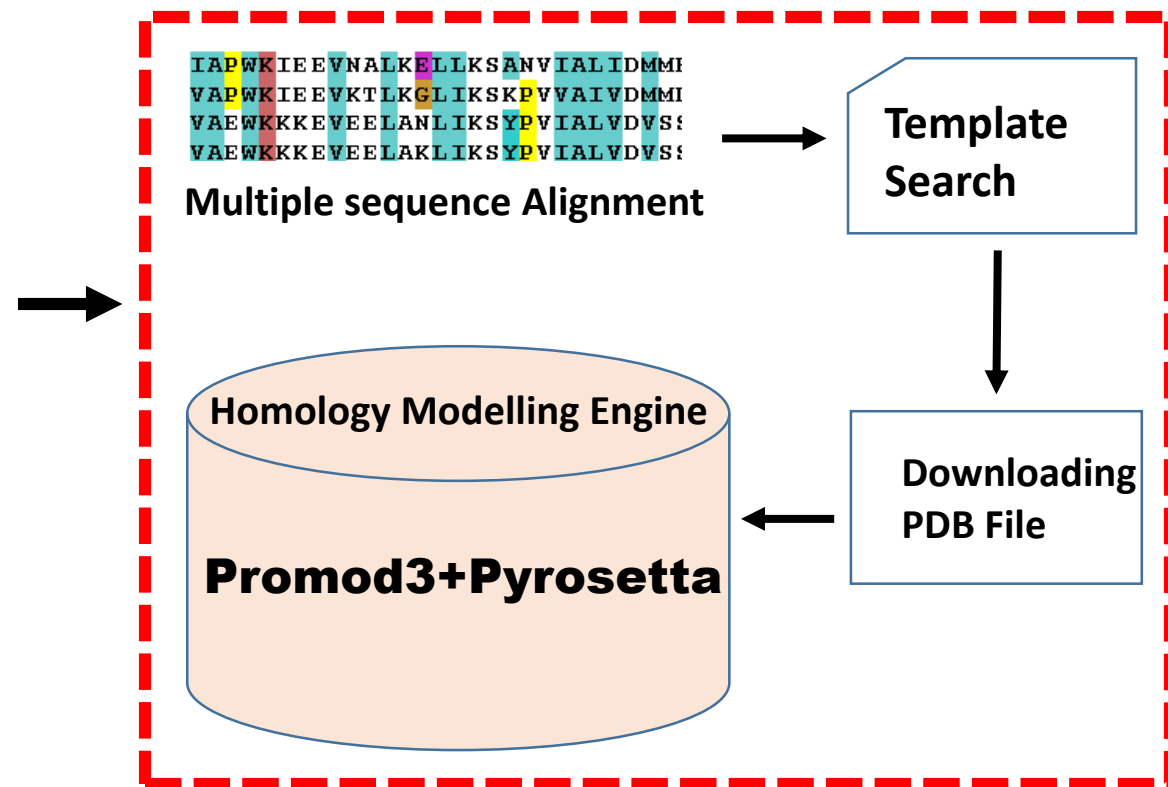 IAPWKIEEVNALKELLKSANVIALIDMM
VAPWKIEEVKTLKGLIKSKPVVAIVDMM
VAEWKKKEVEELANLIKSYPVIALVDVS
VAEWKKKEVEELAKLIKSYPVIALVDVS
Multiple sequence Alignment
Template
Search
Downloading
PDB File
Homology Modelling Engine
Promod3+Pyrosetta